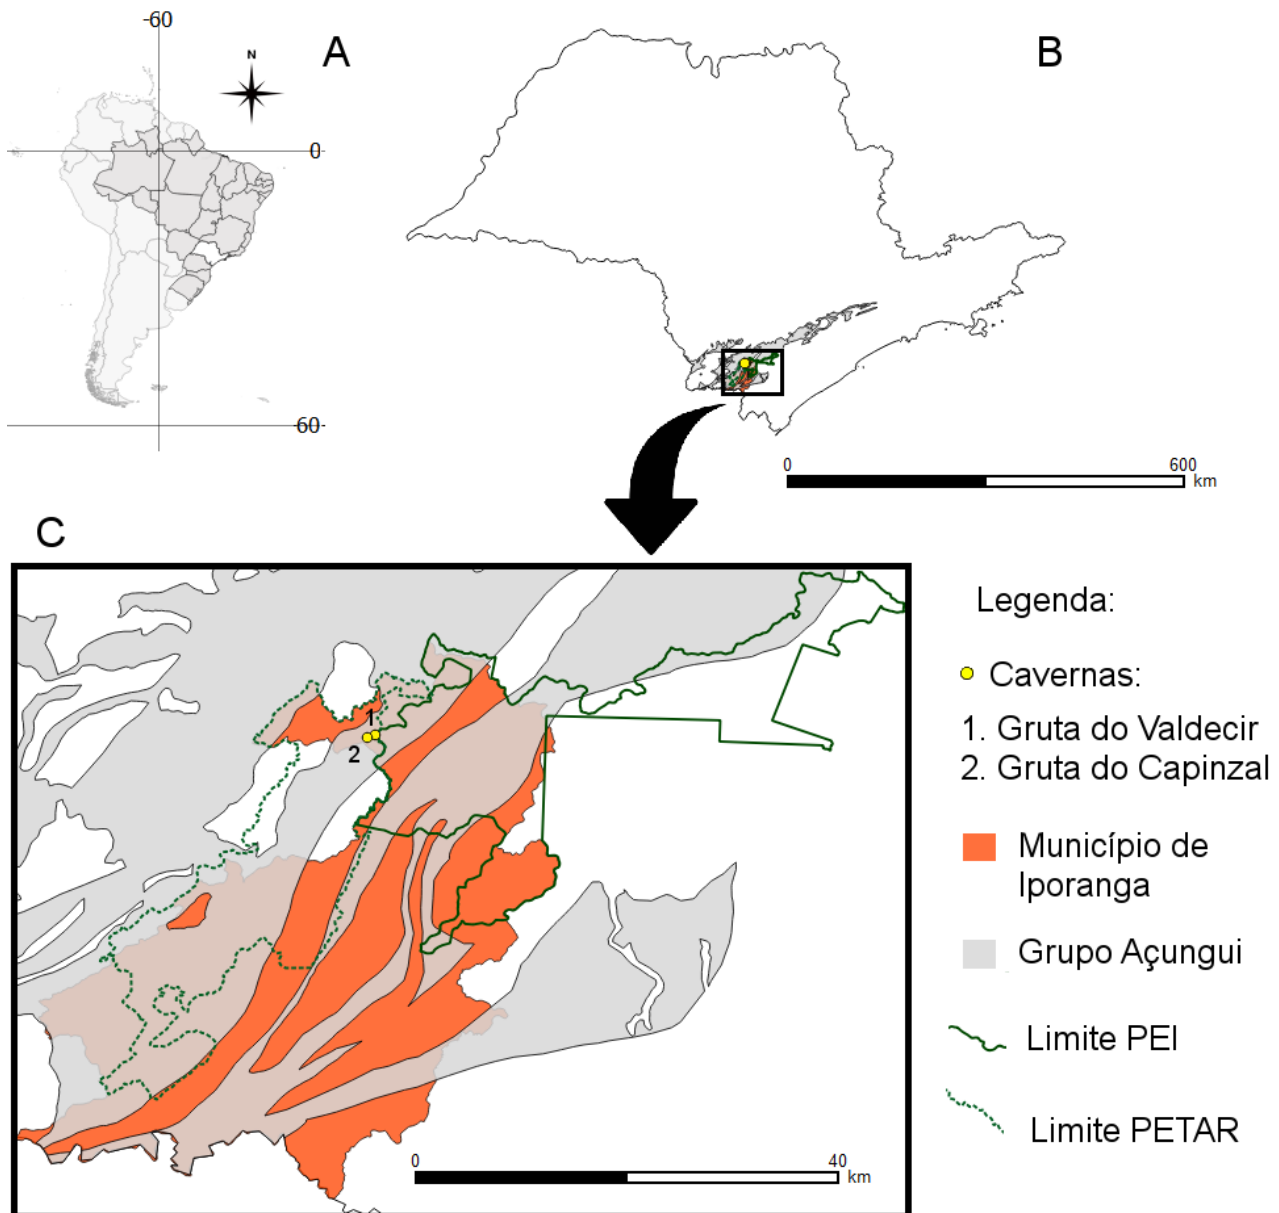 -60
N
A
B
0
-60
0
600
km
C
1
2
0
40
km
Legenda:
Cavernas:
1. Gruta do Valdecir
2. Gruta do Capinzal
Município de
Iporanga
Grupo Açungui
Limite PEI
Limite PETAR